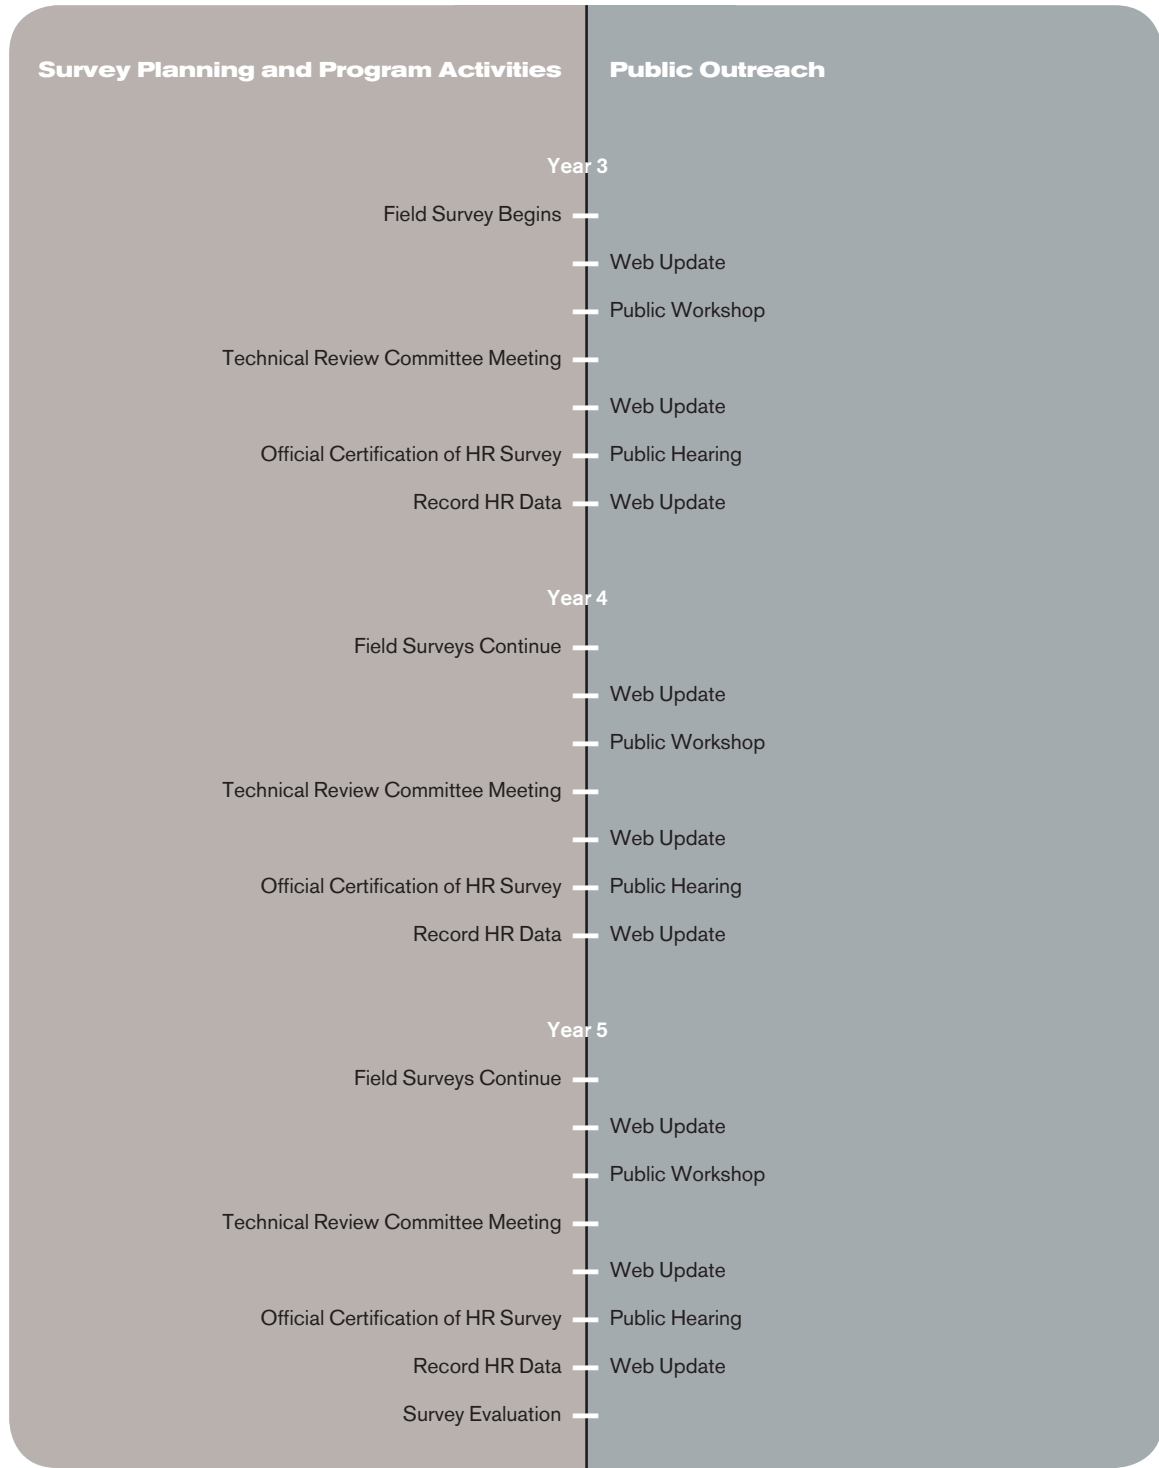 Survey Planning and Program Activities
Public Outreach
Year 3
Field Survey Begins
Web Update
Public Workshop
Technical Review Committee Meeting
Web Update
Official Certification of HR Survey
Public Hearing
Record HR Data
Web Update
Year 4
Field Surveys Continue
Web Update
Public Workshop
Technical Review Committee Meeting
Web Update
Official Certification of HR Survey
Public Hearing
Record HR Data
Web Update
Year 5
Field Surveys Continue
Web Update
Public Workshop
Technical Review Committee Meeting
Web Update
Official Certification of HR Survey
Public Hearing
Record HR Data
Web Update
Survey Evaluation